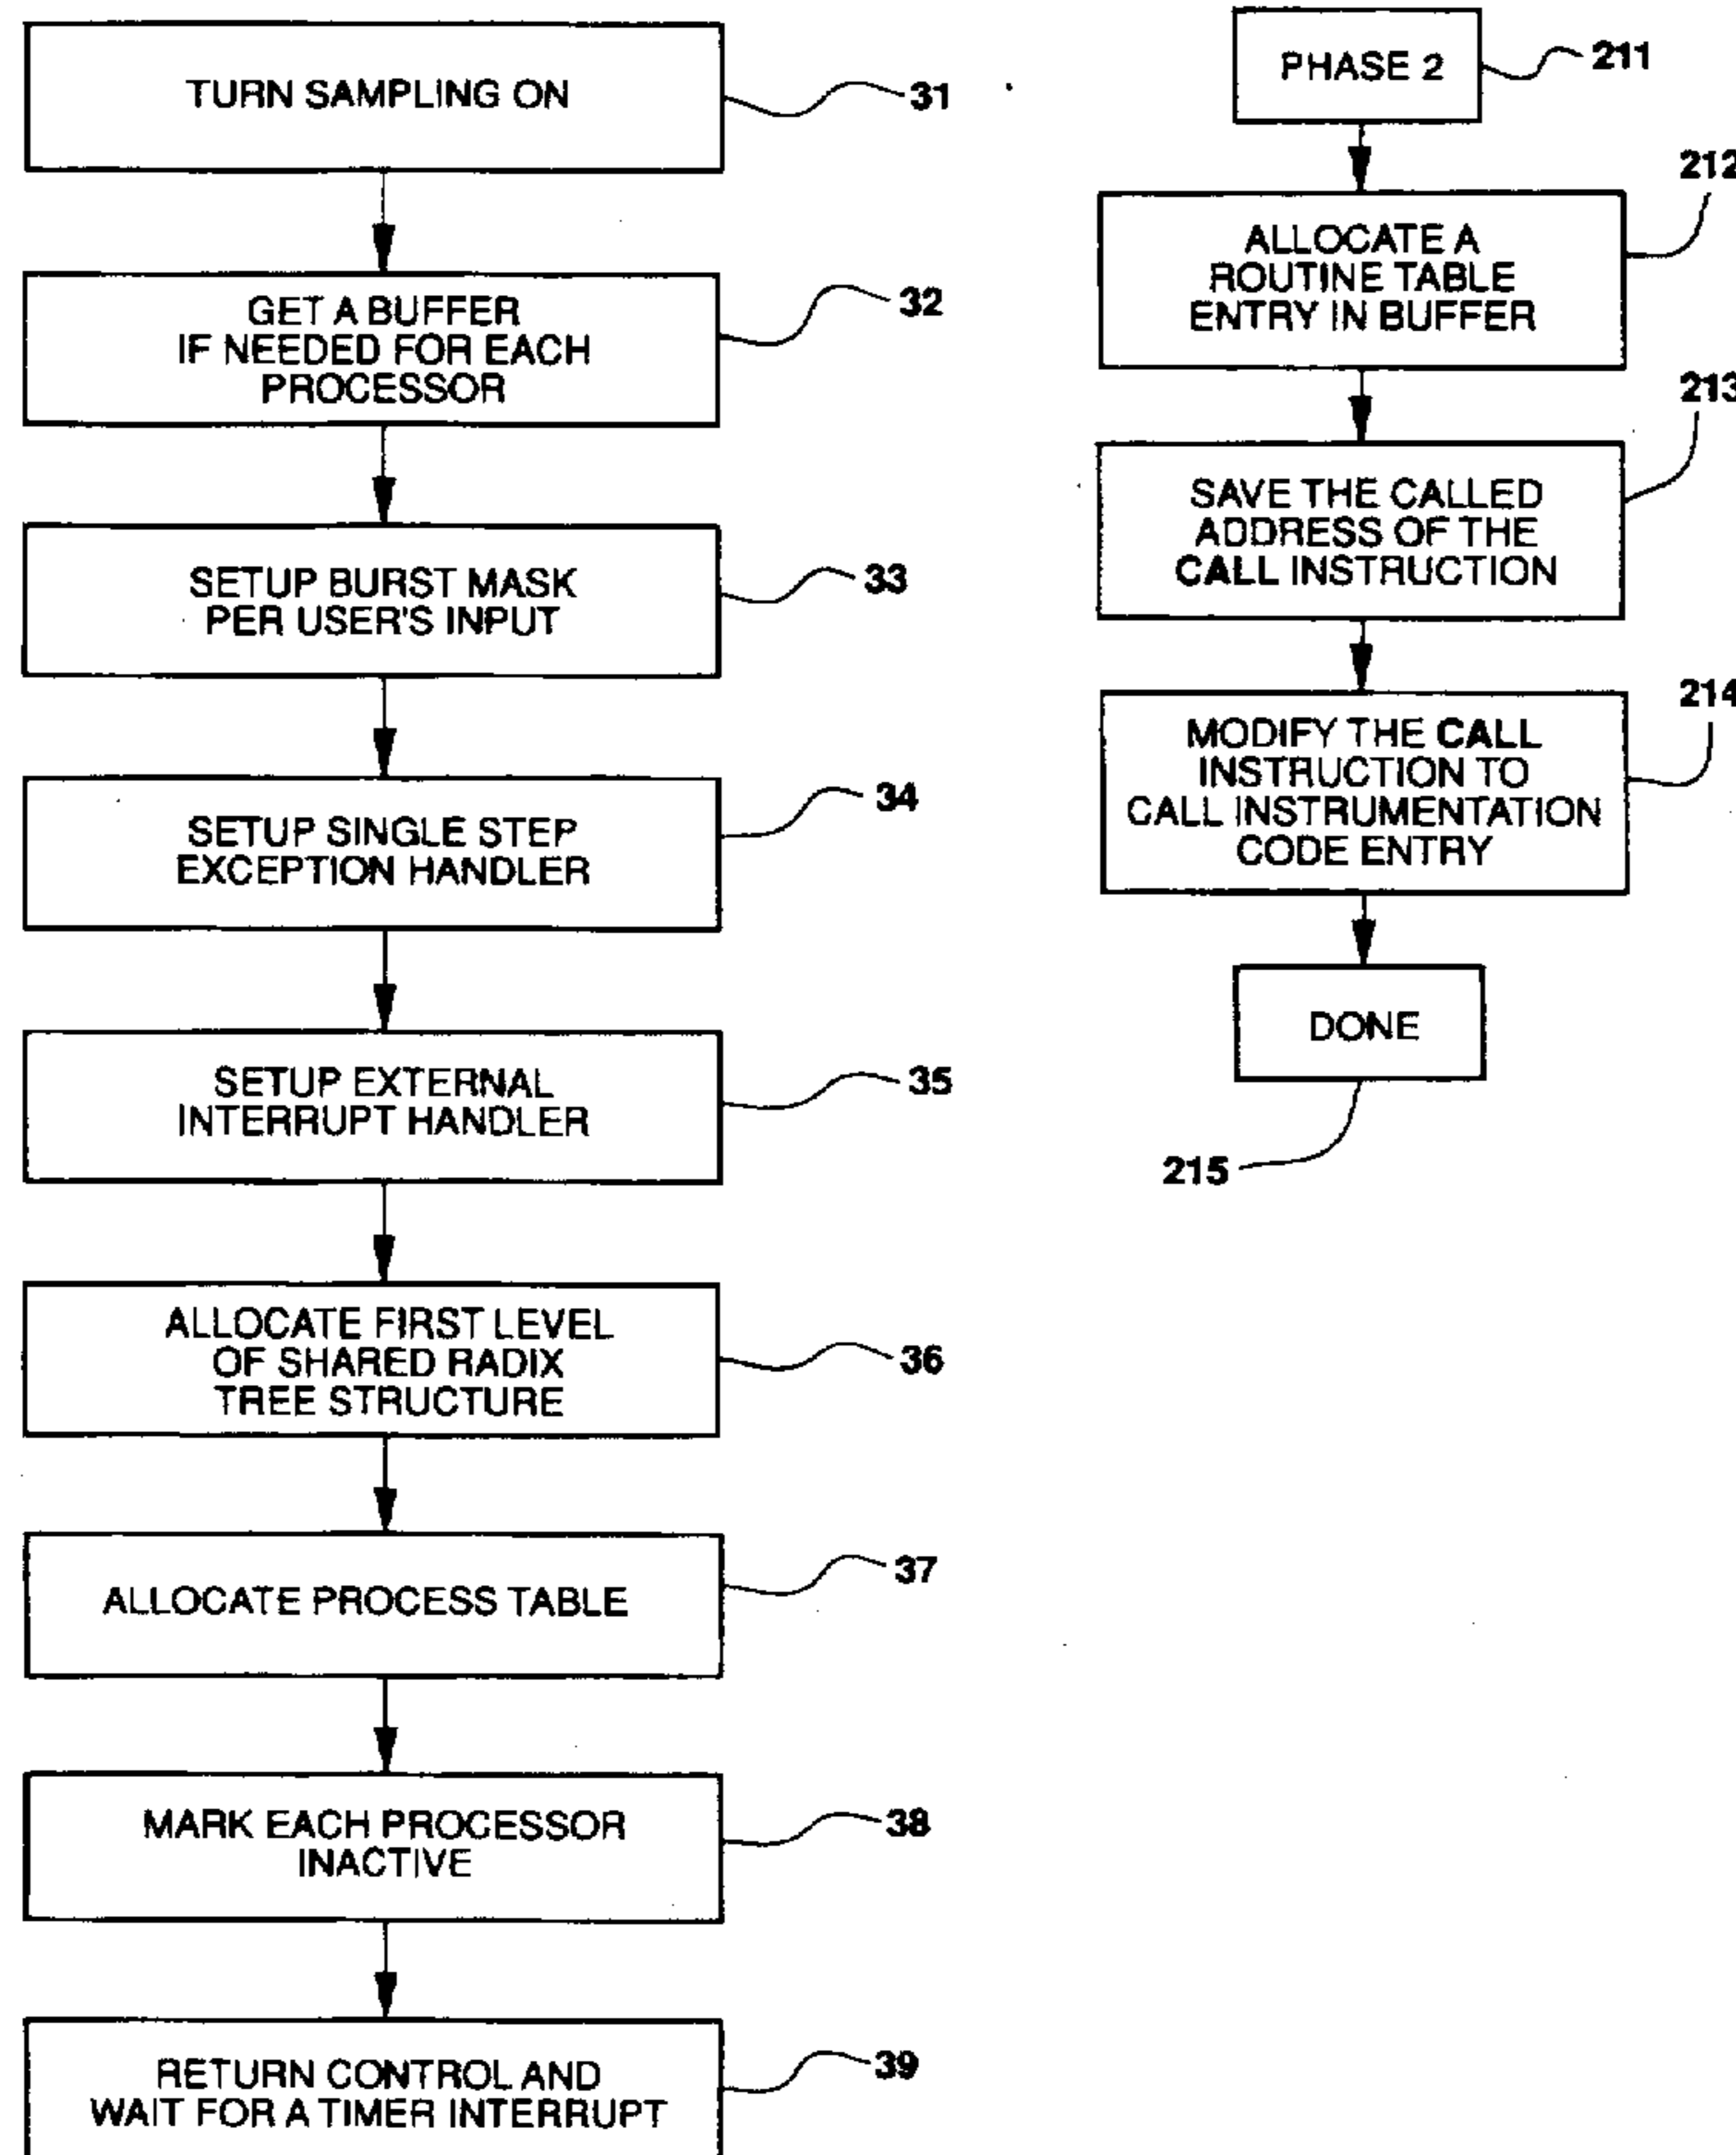 TURN SAMPLING ON
31
GET A BUFFER
IF NEEDED FOR EACH
PROCESSOR
32
SETUP BURST MASK
PER USER'S INPUT
33
SETUP SINGLE STEP
EXCEPTION HANDLER
34
SETUP EXTERNAL
INTERRUPT HANDLER
35
ALLOCATE FIRST LEVEL
OF SHARED RADIX
TREE STRUCTURE
36
ALLOCATE PROCESS TABLE
37
MARK EACH PROCESSOR
INACTIVE
38
RETURN CONTROL AND
WAIT FOR A TIMER INTERRUPT
39
PHASE 2
211
ALLOCATE A
ROUTINE TABLE
ENTRY IN BUFFER
212
SAVE THE CALLED
ADDRESS OF THE
CALL INSTRUCTION
213
MODIFY THE CALL
INSTRUCTION TO
CALL INSTRUMENTATION
CODE ENTRY
214
DONE
215